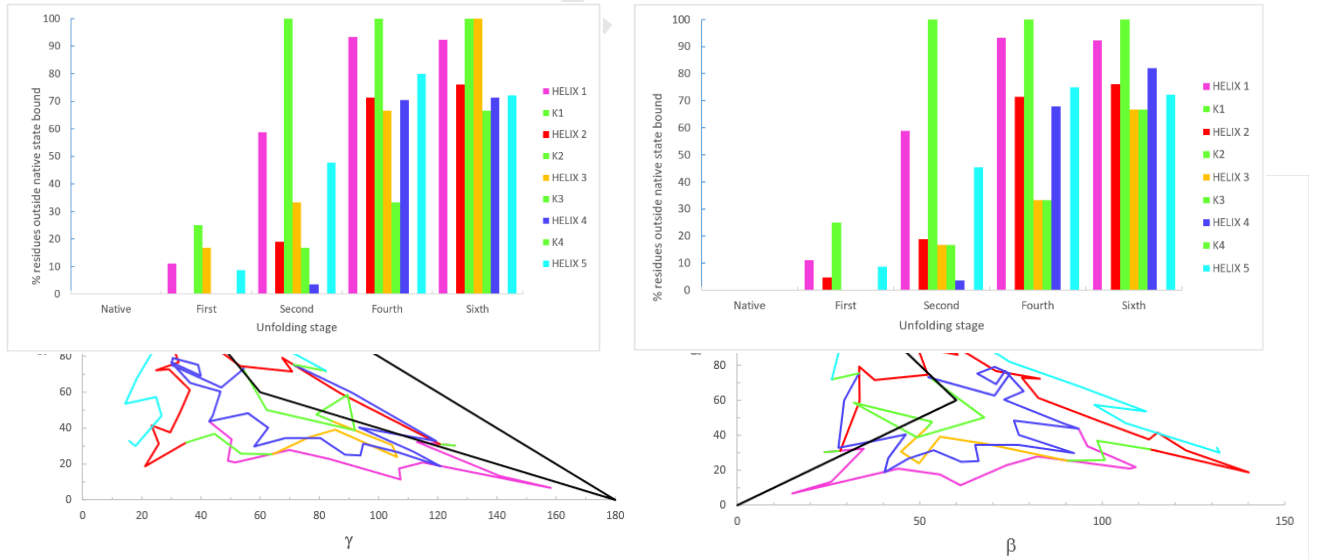 100
90
80
70
60
50
40
30
20
10
0
% residues outside native state bound
Native
First
Second
Fourth
Sixth
Unfolding stage
HELIX 1
K1
HELIX 2
K2
HELIX 3
K3
HELIX 4
K4
HELIX 5
100
90
80
70
60
50
40
30
20
10
0
% residues outside native state bound
Native
First
Second
Fourth
Sixth
Unfolding stage
HELIX 1
K1
HELIX 2
K2
HELIX 3
K3
HELIX 4
K4
HELIX 5
80
60
40
20
0
0
20
40
60
80
100
120
140
160
180
γ
80
60
40
20
0
0
50
100
150
β